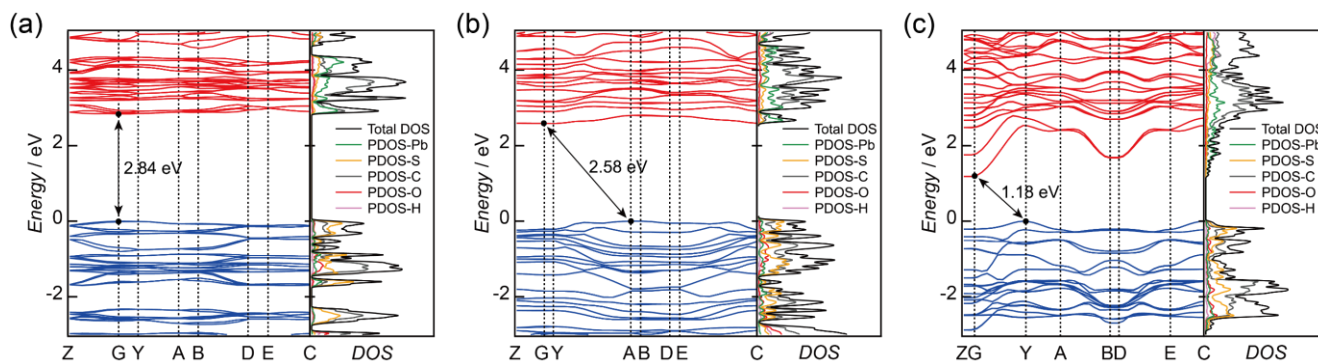 (a)
Energy / eV
4
2
0
-2
2.84 eV
Total DOS
PDOS-Pb
PDOS-S
PDOS-C
PDOS-O
PDOS-H
Z G Y A B D E C DOS
(b)
Energy / eV
4
2
0
-2
2.58 eV
Total DOS
PDOS-Pb
PDOS-S
PDOS-C
PDOS-O
PDOS-H
Z G Y A B D E C DOS
(c)
Energy / eV
4
2
0
-2
1.18 eV
Total DOS
PDOS-Pb
PDOS-S
PDOS-C
PDOS-O
PDOS-H
Z G Y A B D E C DOS